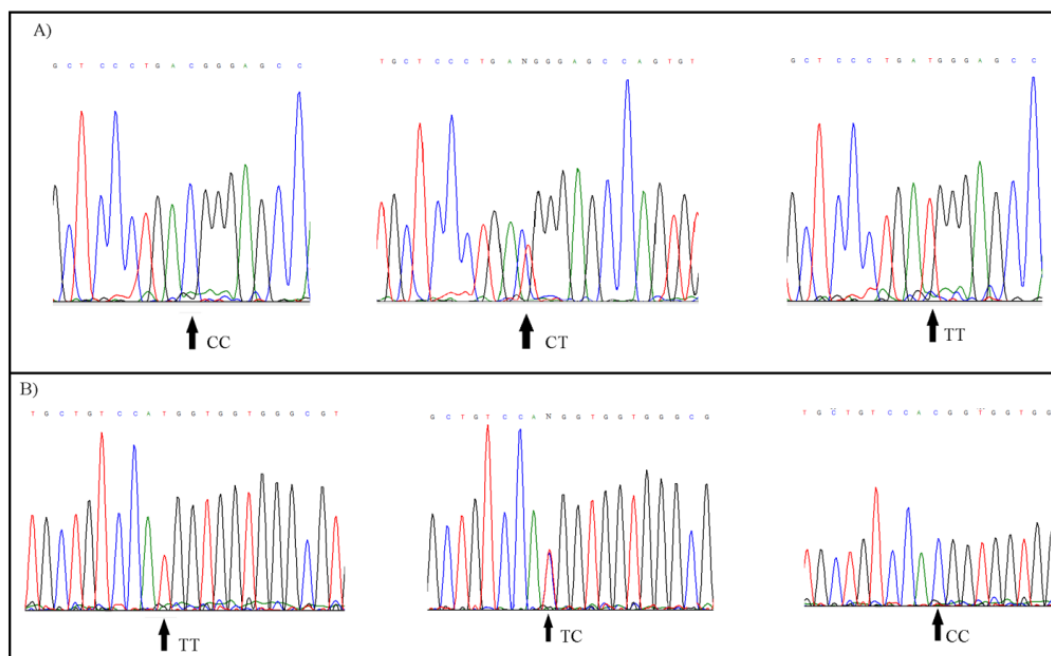 A)
G C T C C C T G A C G G G A G C C
T G C T C C C T G A N G G G A G C C A G T G T
G C T C C C T G A T G G G A G C C
CC
CT
TT
B)
T G C T G T C C A T G G T G G T G G G C G T
G C T G T C C A N G G T G G T G G G C G
T G C T G T C C A C G G T G G T G G
TT
TC
CC